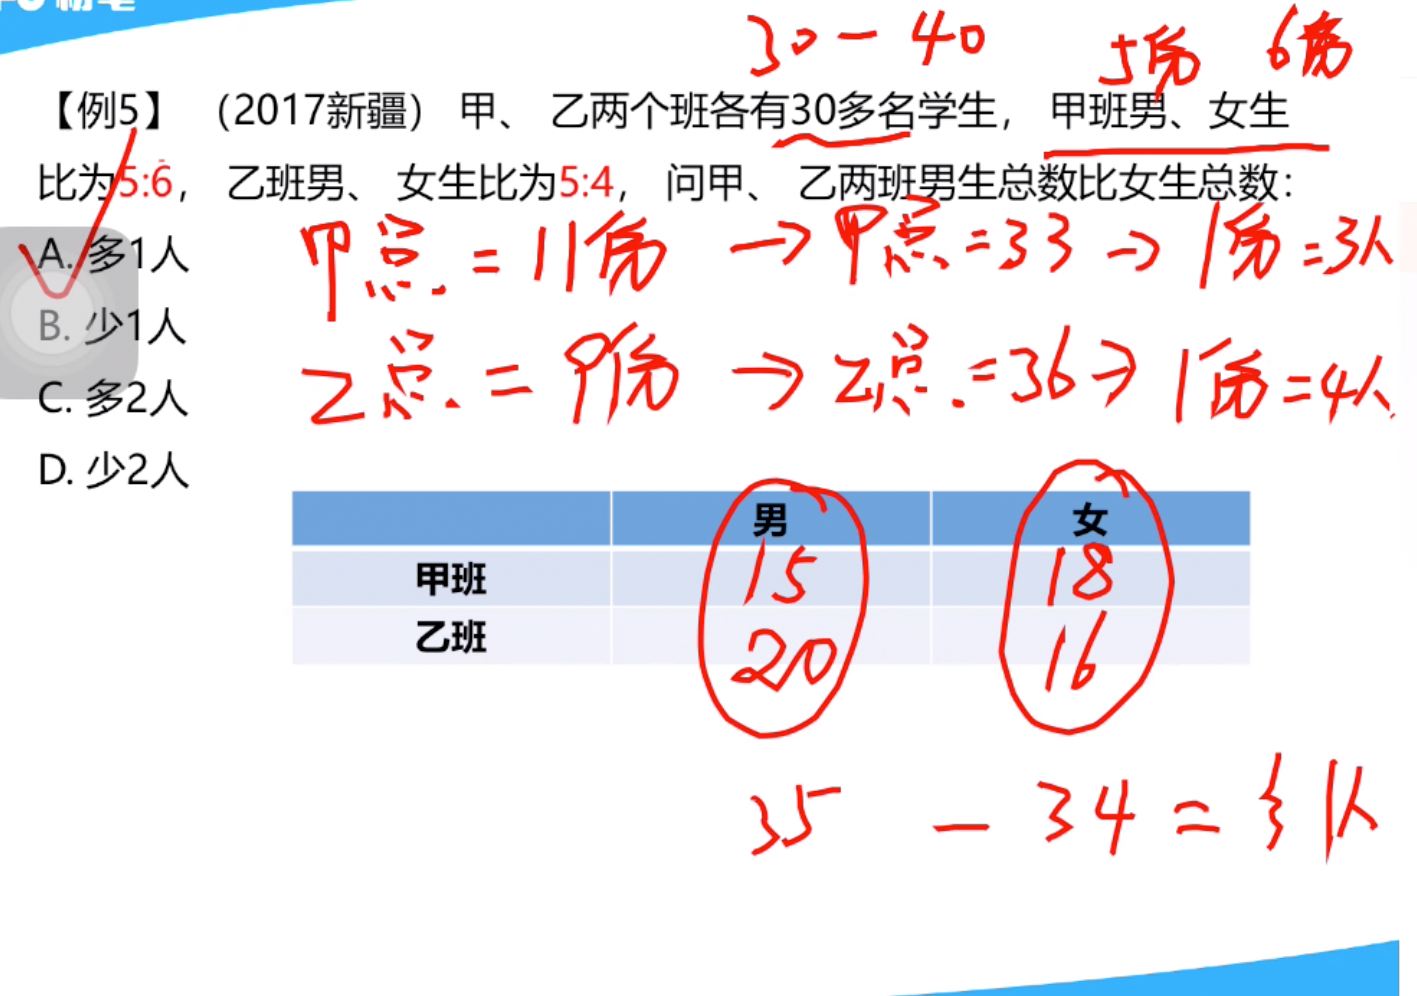 粉笔
30-40 5份 6份
【例5】（2017新疆）甲、乙两个班各有30多名学生，甲班男、女生
比为5:6，乙班男、女生比为5:4，问甲、乙两班男生总数比女生总数：
A. 多1人
甲总.=11份→甲总.=33→1份=3人
B. 少1人
乙总.=9份→乙总.=36→1份=4人
C. 多2人
D. 少2人
男 女
甲班 15 18
乙班 20 16
35-34=多1人